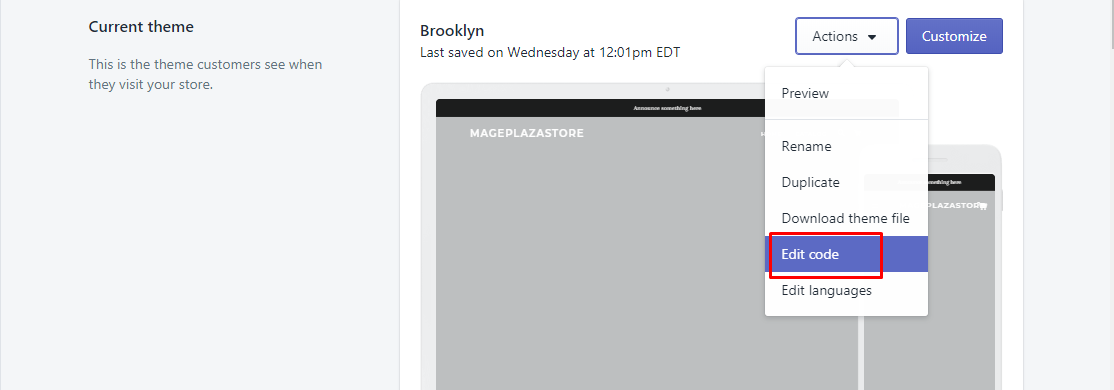 Current theme
This is the theme customers see when
they visit your store.
Brooklyn
Last saved on Wednesday at 12:01pm EDT
Actions
Customize
Preview
Rename
Duplicate
Download theme file
Edit code
Edit languages
Announce something here
MAGEPLAZASTORE
something here
PLAZASTORE